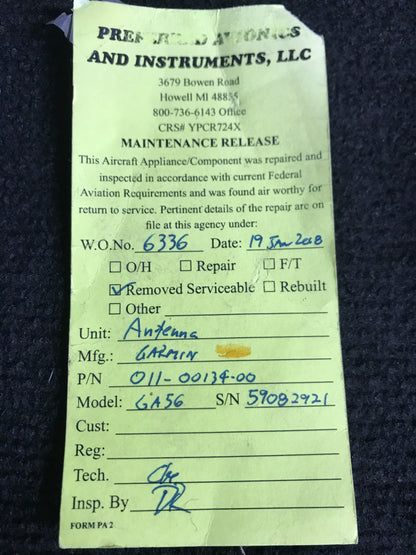 AVIONICS
AND INSTRUMENTS, LLC
3679 Bowen Road
Howell MI 48855
800-736-6143 Office
CRS# YPCR724X
MAINTENANCE RELEASE
This Aircraft Appliance/Component was repaired and
inspected in accordance with current Federal
Aviation Requirements and was found air worthy for
return to service. Pertinent details of the repair are on
file at this agency under:
W.O.No. 6336 Date: 19 Jan 2018
☐ O/H ☐ Repair ☐ F/T
☑ Removed Serviceable ☐ Rebuilt
☐ Other
Unit: Antenna
Mfg.: GARMIN
P/N 011-00134-00
Model: GA56 S/N 59082921
Cust:
Reg:
Tech.
Insp. By DR
FORM PA 2